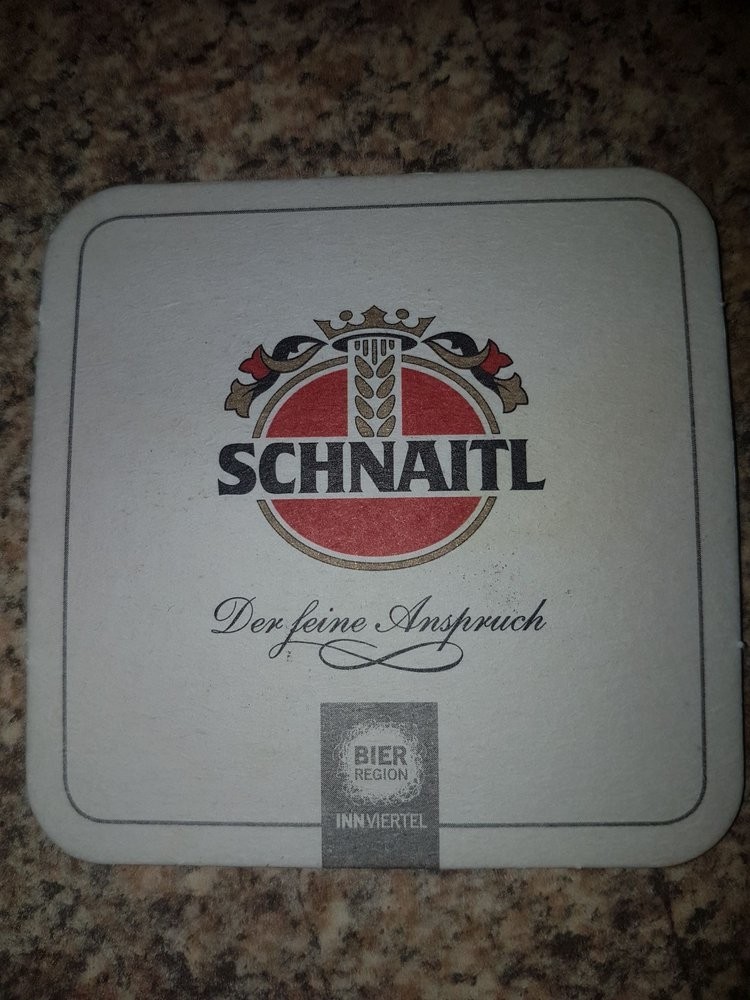 SCHNAITL
Der feine Anspruch
BIER
REGION
INNVIERTEL